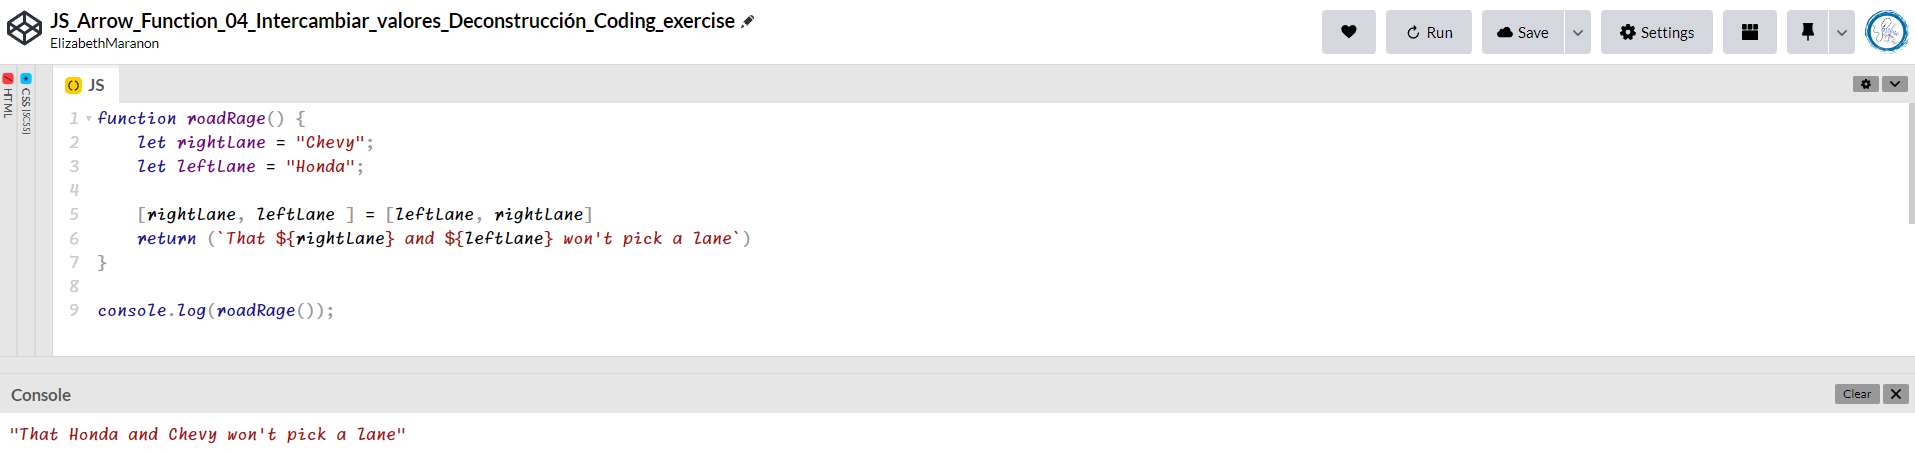 JS_Arrow_Function_04_Intercambiar_valores_Deconstrucción_Coding_exercise
ElizabethMaranon
Run
Save
Settings
HTML
CSS (SCSS)
JS
1 function roadRage() {
2 let rightLane = "Chevy";
3 let leftLane = "Honda";
4
5 [rightLane, leftLane ] = [leftLane, rightLane]
6 return (`That ${rightLane} and ${leftLane} won't pick a lane`)
7 }
8
9 console.log(roadRage());
Console
Clear
"That Honda and Chevy won't pick a lane"